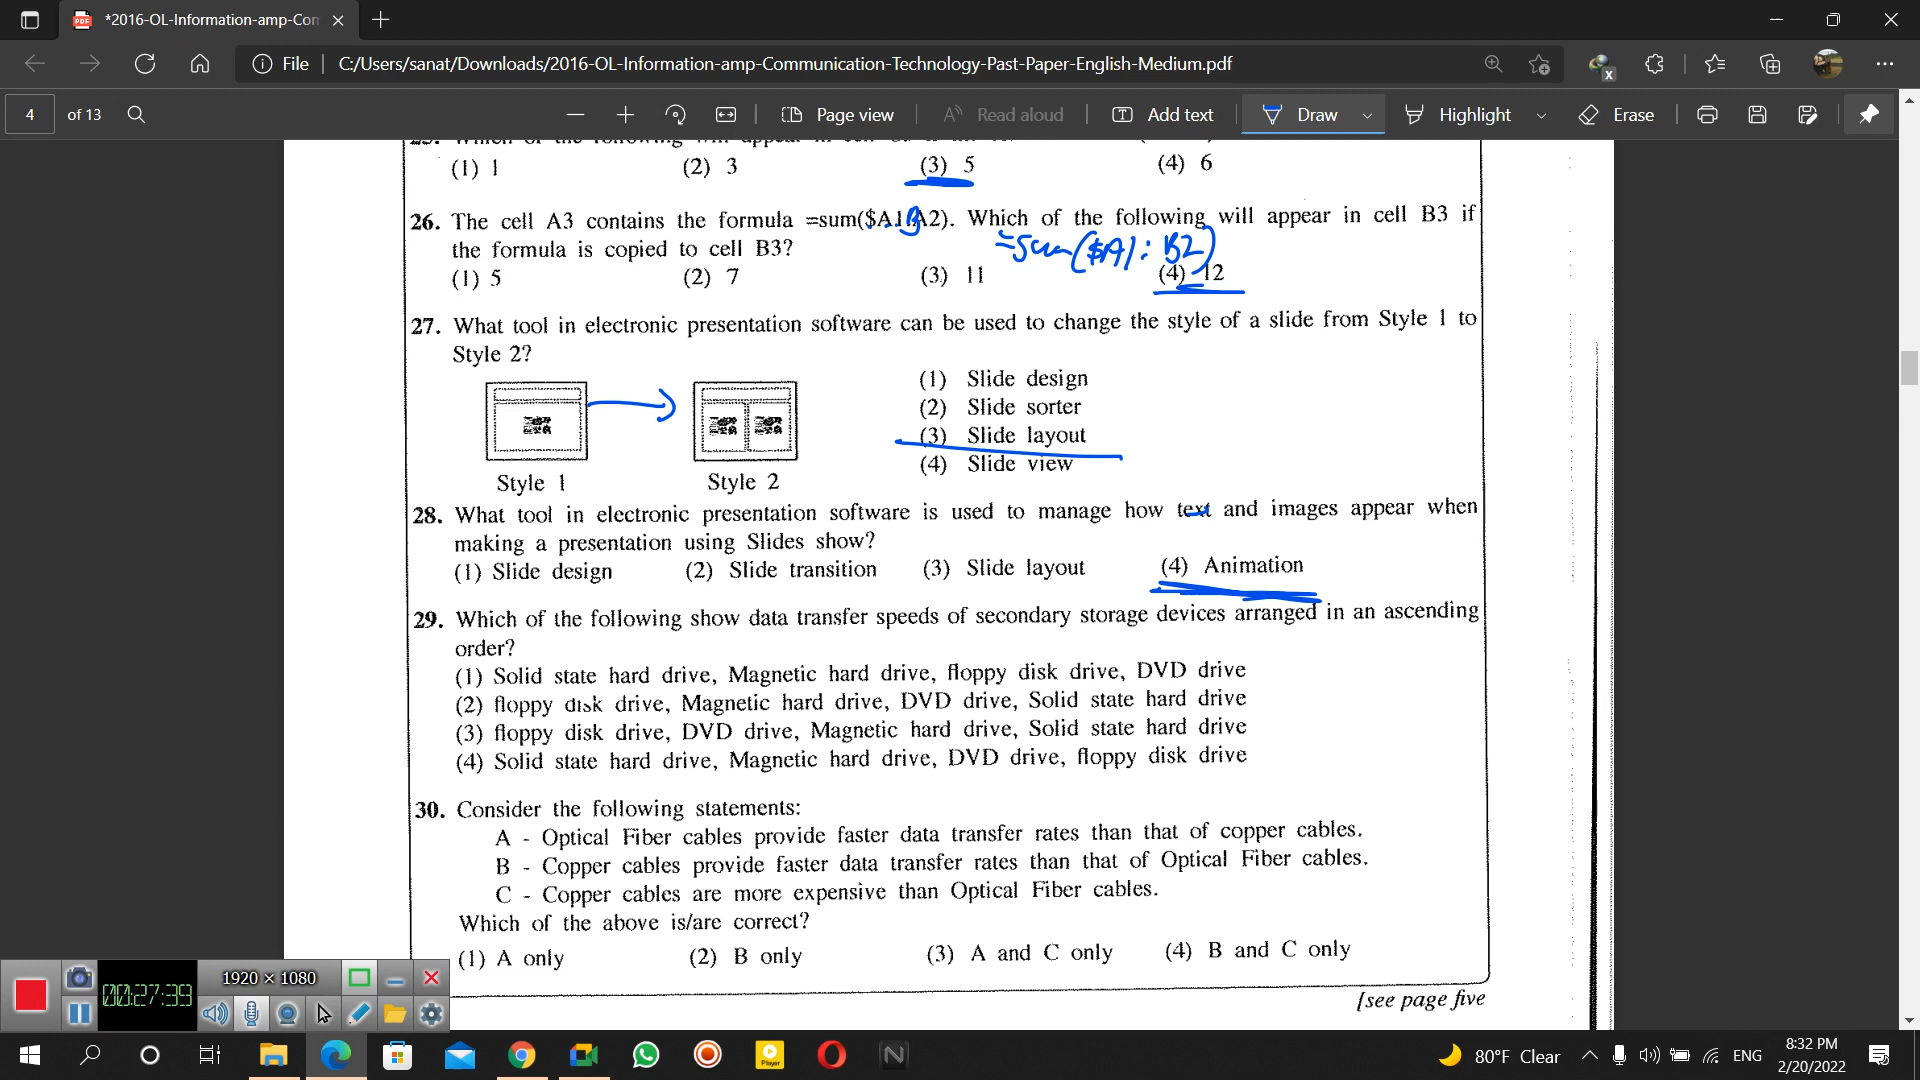 *2016-OL-Information-amp-Com
File
C:/Users/sanat/Downloads/2016-OL-Information-amp-Communication-Technology-Past-Paper-English-Medium.pdf
4 of 13
Page view
Read aloud
Add text
Draw
Highlight
Erase
(1) 1 (2) 3 (3) 5 (4) 6
26. The cell A3 contains the formula =sum($A1:A2). Which of the following will appear in cell B3 if
the formula is copied to cell B3?
=Sum($A1:B2)
(1) 5 (2) 7 (3) 11 (4) 12
27. What tool in electronic presentation software can be used to change the style of a slide from Style 1 to
Style 2?
(1) Slide design
(2) Slide sorter
(3) Slide layout
(4) Slide view
Style 1 Style 2
28. What tool in electronic presentation software is used to manage how text and images appear when
making a presentation using Slides show?
(1) Slide design (2) Slide transition (3) Slide layout (4) Animation
29. Which of the following show data transfer speeds of secondary storage devices arranged in an ascending
order?
(1) Solid state hard drive, Magnetic hard drive, floppy disk drive, DVD drive
(2) floppy disk drive, Magnetic hard drive, DVD drive, Solid state hard drive
(3) floppy disk drive, DVD drive, Magnetic hard drive, Solid state hard drive
(4) Solid state hard drive, Magnetic hard drive, DVD drive, floppy disk drive
30. Consider the following statements:
A - Optical Fiber cables provide faster data transfer rates than that of copper cables.
B - Copper cables provide faster data transfer rates than that of Optical Fiber cables.
C - Copper cables are more expensive than Optical Fiber cables.
Which of the above is/are correct?
(1) A only (2) B only (3) A and C only (4) B and C only
[see page five
1920 × 1080
00:27:39
80°F Clear
ENG
8:32 PM
2/20/2022